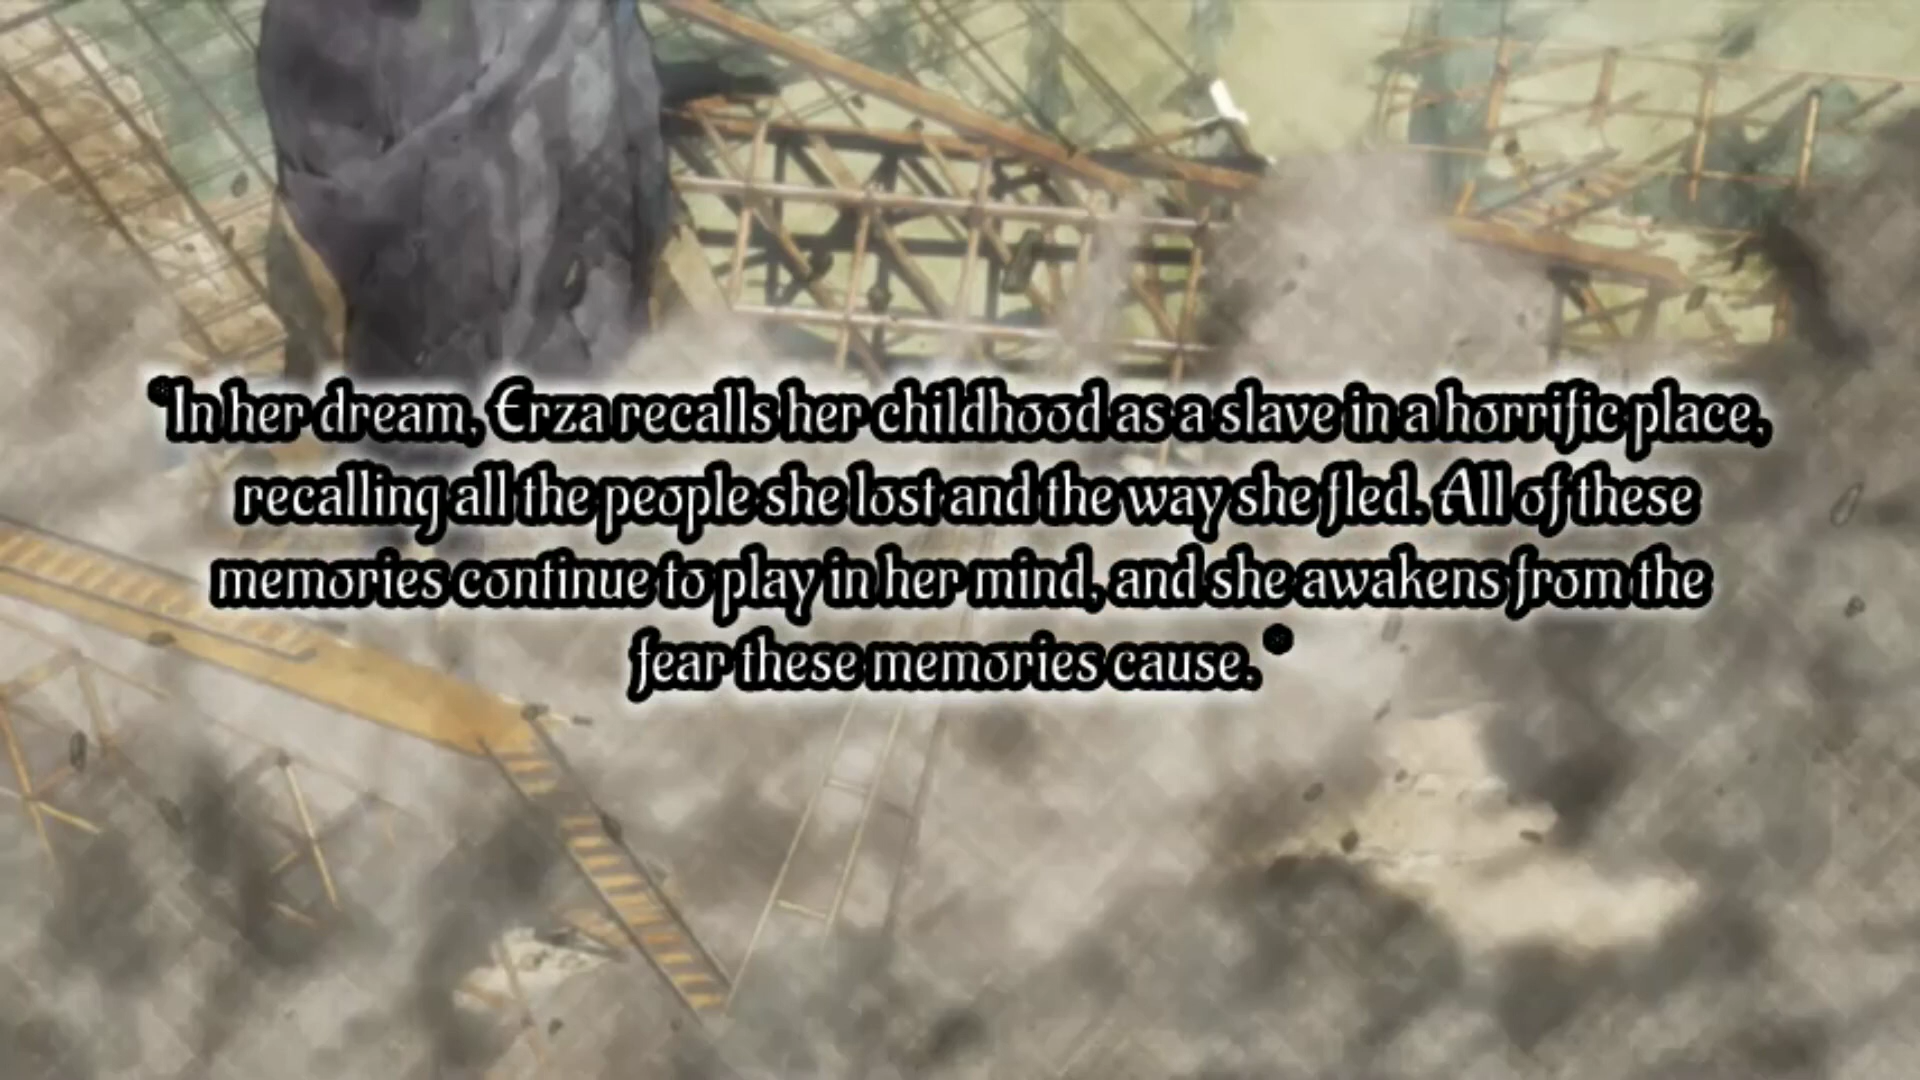 *In her dream, Erza recalls her childhood as a slave in a horrific place,
recalling all the people she lost and the way she fled. All of these
memories continue to play in her mind, and she awakens from the
fear these memories cause. *